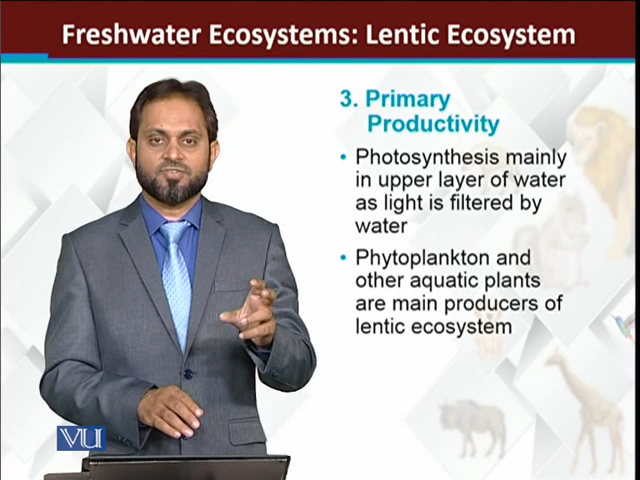 Freshwater Ecosystems: Lentic Ecosystem
3. Primary
Productivity
• Photosynthesis mainly
in upper layer of water
as light is filtered by
water
• Phytoplankton and
other aquatic plants
are main producers of
lentic ecosystem
VU